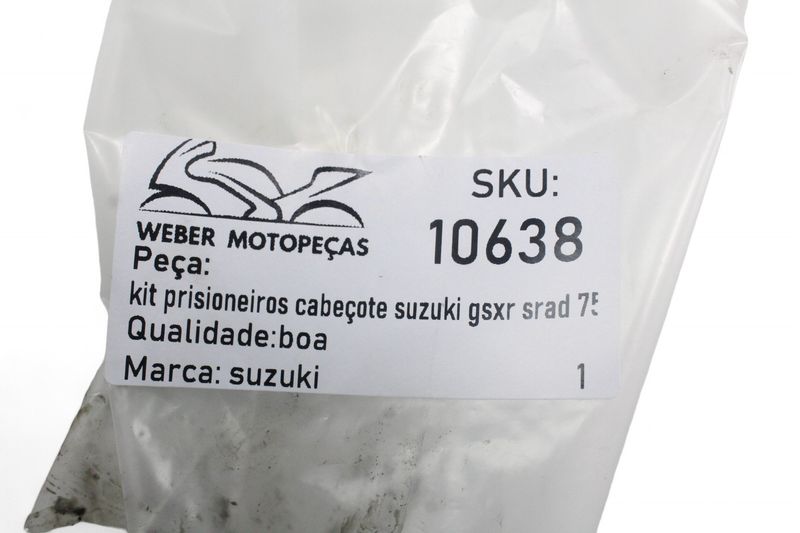 SKU:
10638
WEBER MOTOPEÇAS
Peça:
kit prisioneiros cabeçote suzuki gsxr srad 75
Qualidade:boa
Marca: suzuki 1